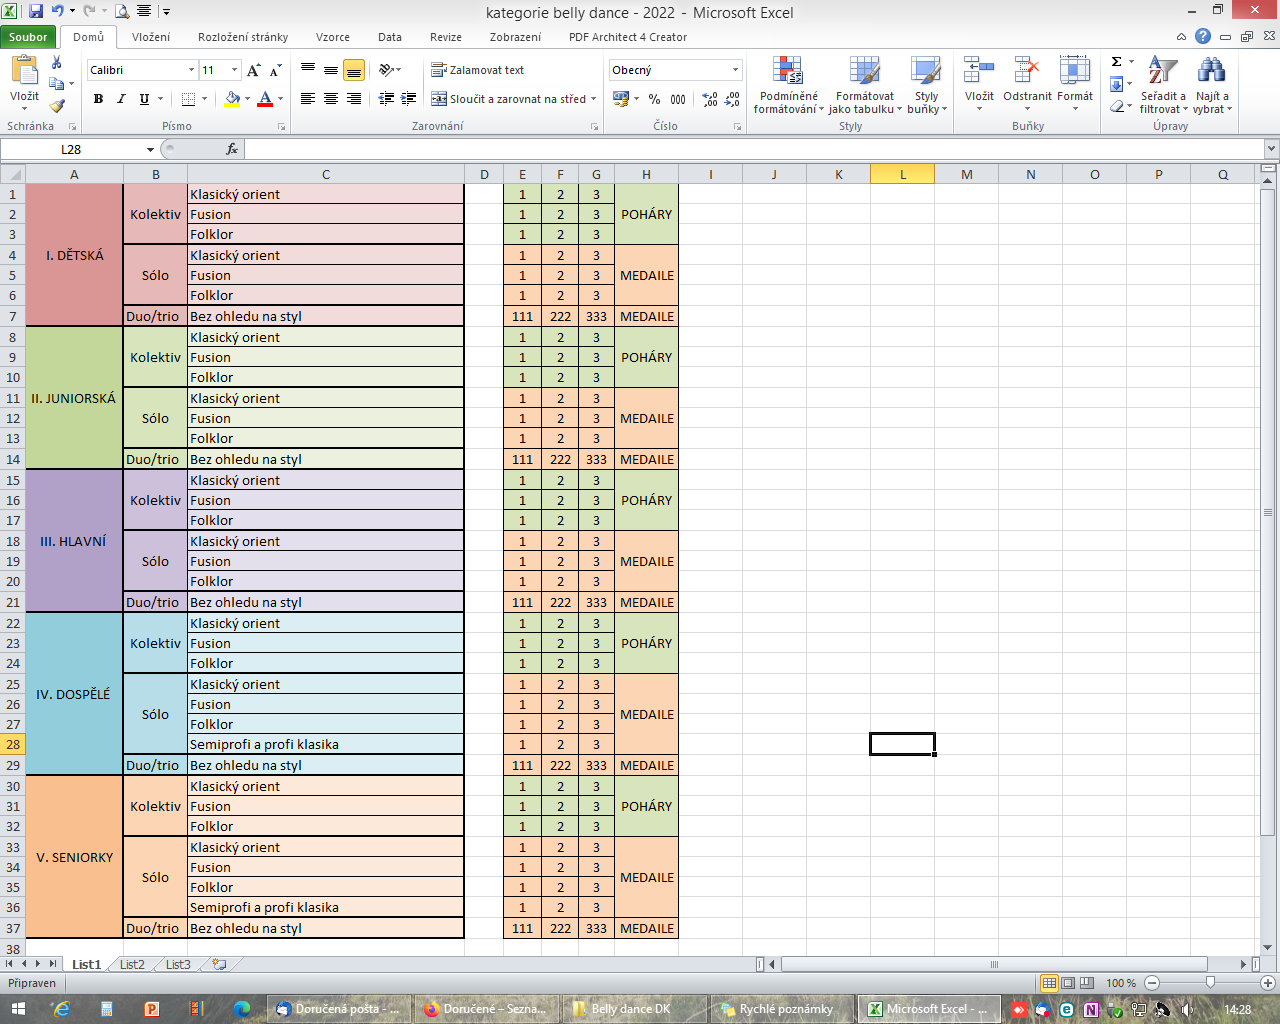 kategorie belly dance - 2022 - Microsoft Excel
Soubor Domů Vložení Rozložení stránky Vzorce Data Revize Zobrazení PDF Architect 4 Creator
Vložit Calibri 11 Zalamovat text Obecný Podmíněné formátování Formátovat jako tabulku Styly buňky Vložit Odstranit Formát Seřadit a filtrovat Najít a vybrat
B I U A Sloučit a zarovnat na střed % 000
Schránka Písmo Zarovnání Číslo Styly Buňky Úpravy
L28 fx
A B C D E F G H I J K L M N O P Q
1 I. DĚTSKÁ Kolektiv Klasický orient 1 2 3 POHÁRY
2 Fusion 1 2 3
3 Folklor 1 2 3
4 Sólo Klasický orient 1 2 3 MEDAILE
5 Fusion 1 2 3
6 Folklor 1 2 3
7 Duo/trio Bez ohledu na styl 111 222 333 MEDAILE
8 II. JUNIORSKÁ Kolektiv Klasický orient 1 2 3 POHÁRY
9 Fusion 1 2 3
10 Folklor 1 2 3
11 Sólo Klasický orient 1 2 3 MEDAILE
12 Fusion 1 2 3
13 Folklor 1 2 3
14 Duo/trio Bez ohledu na styl 111 222 333 MEDAILE
15 III. HLAVNÍ Kolektiv Klasický orient 1 2 3 POHÁRY
16 Fusion 1 2 3
17 Folklor 1 2 3
18 Sólo Klasický orient 1 2 3 MEDAILE
19 Fusion 1 2 3
20 Folklor 1 2 3
21 Duo/trio Bez ohledu na styl 111 222 333 MEDAILE
22 IV. DOSPĚLÉ Kolektiv Klasický orient 1 2 3 POHÁRY
23 Fusion 1 2 3
24 Folklor 1 2 3
25 Sólo Klasický orient 1 2 3 MEDAILE
26 Fusion 1 2 3
27 Folklor 1 2 3
28 Semiprofi a profi klasika 1 2 3
29 Duo/trio Bez ohledu na styl 111 222 333 MEDAILE
30 V. SENIORKY Kolektiv Klasický orient 1 2 3 POHÁRY
31 Fusion 1 2 3
32 Folklor 1 2 3
33 Sólo Klasický orient 1 2 3 MEDAILE
34 Fusion 1 2 3
35 Folklor 1 2 3
36 Semiprofi a profi klasika 1 2 3
37 Duo/trio Bez ohledu na styl 111 222 333 MEDAILE
38
List1 List2 List3
Připraven 100 %
Doručená pošta - ... Doručené – Sezna... Belly dance DK Rychlé poznámky Microsoft Excel - ... 14:28